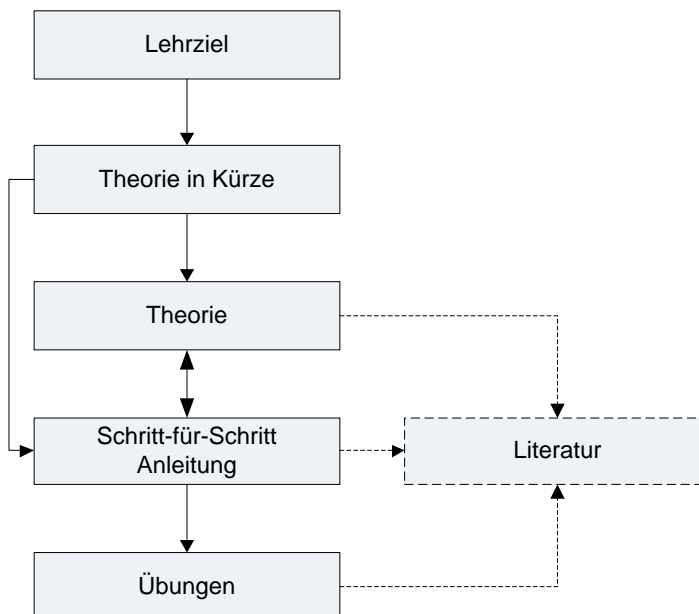 Lehrziel
Theorie in Kürze
Theorie
Schritt-für-Schritt
Anleitung
Literatur
Übungen